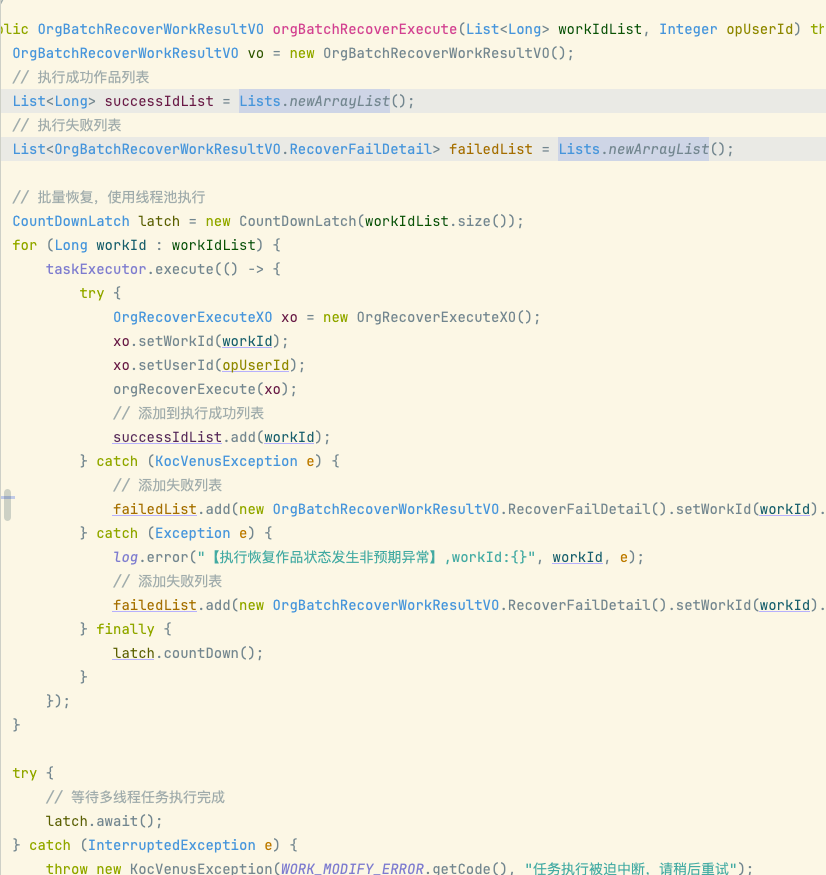 lic OrgBatchRecoverWorkResultVO orgBatchRecoverExecute(List<Long> workIdList, Integer opUserId) th
OrgBatchRecoverWorkResultVO vo = new OrgBatchRecoverWorkResultVO();
// 执行成功作品列表
List<Long> successIdList = Lists.newArrayList();
// 执行失败列表
List<OrgBatchRecoverWorkResultVO.RecoverFailDetail> failedList = Lists.newArrayList();
// 批量恢复，使用线程池执行
CountDownLatch latch = new CountDownLatch(workIdList.size());
for (Long workId : workIdList) {
taskExecutor.execute(() -> {
try {
OrgRecoverExecuteXO xo = new OrgRecoverExecuteXO();
xo.setWorkId(workId);
xo.setUserId(opUserId);
orgRecoverExecute(xo);
// 添加到执行成功列表
successIdList.add(workId);
} catch (KocVenusException e) {
// 添加失败列表
failedList.add(new OrgBatchRecoverWorkResultVO.RecoverFailDetail().setWorkId(workId).
} catch (Exception e) {
log.error("【执行恢复作品状态发生非预期异常】,workId:{}", workId, e);
// 添加失败列表
failedList.add(new OrgBatchRecoverWorkResultVO.RecoverFailDetail().setWorkId(workId).
} finally {
latch.countDown();
}
});
}
try {
// 等待多线程任务执行完成
latch.await();
} catch (InterruptedException e) {
throw new KocVenusException(WORK_MODIFY_ERROR.getCode(), "任务执行被迫中断，请稍后重试");